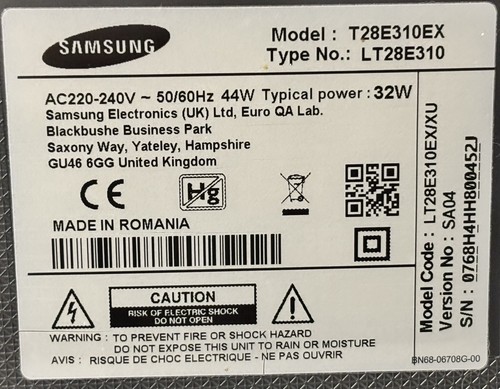 SAMSUNG
Model : T28E310EX
Type No.: LT28E310
AC220-240V ~ 50/60Hz 44W Typical power : 32W
Samsung Electronics (UK) Ltd, Euro QA Lab.
Blackbushe Business Park
Saxony Way, Yateley, Hampshire
GU46 6GG United Kingdom
CE
Hg
MADE IN ROMANIA
CAUTION
RISK OF ELECTRIC SHOCK
DO NOT OPEN
WARNING : TO PREVENT FIRE OR SHOCK HAZARD
DO NOT EXPOSE THIS UNIT TO RAIN OR MOISTURE
AVIS : RISQUE DE CHOC ELECTRIQUE - NE PAS OUVRIR
Model Code : LT28E310EX/XU
Version No : SA04
S/N : 0768H4HH800452J
BN68-06708G-00